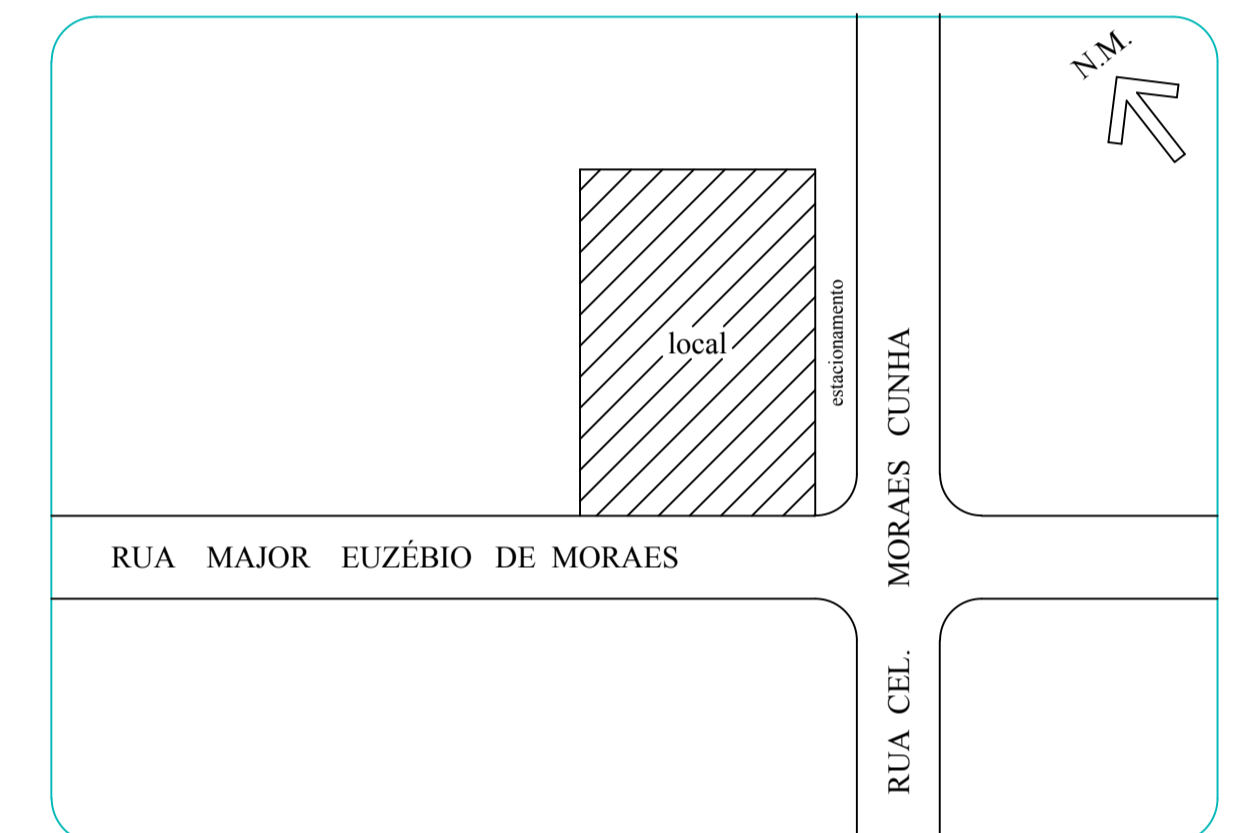 N.M.
local
estacionamento
RUA MAJOR EUZÉBIO DE MORAES
RUA CEL. MORAES CUNHA